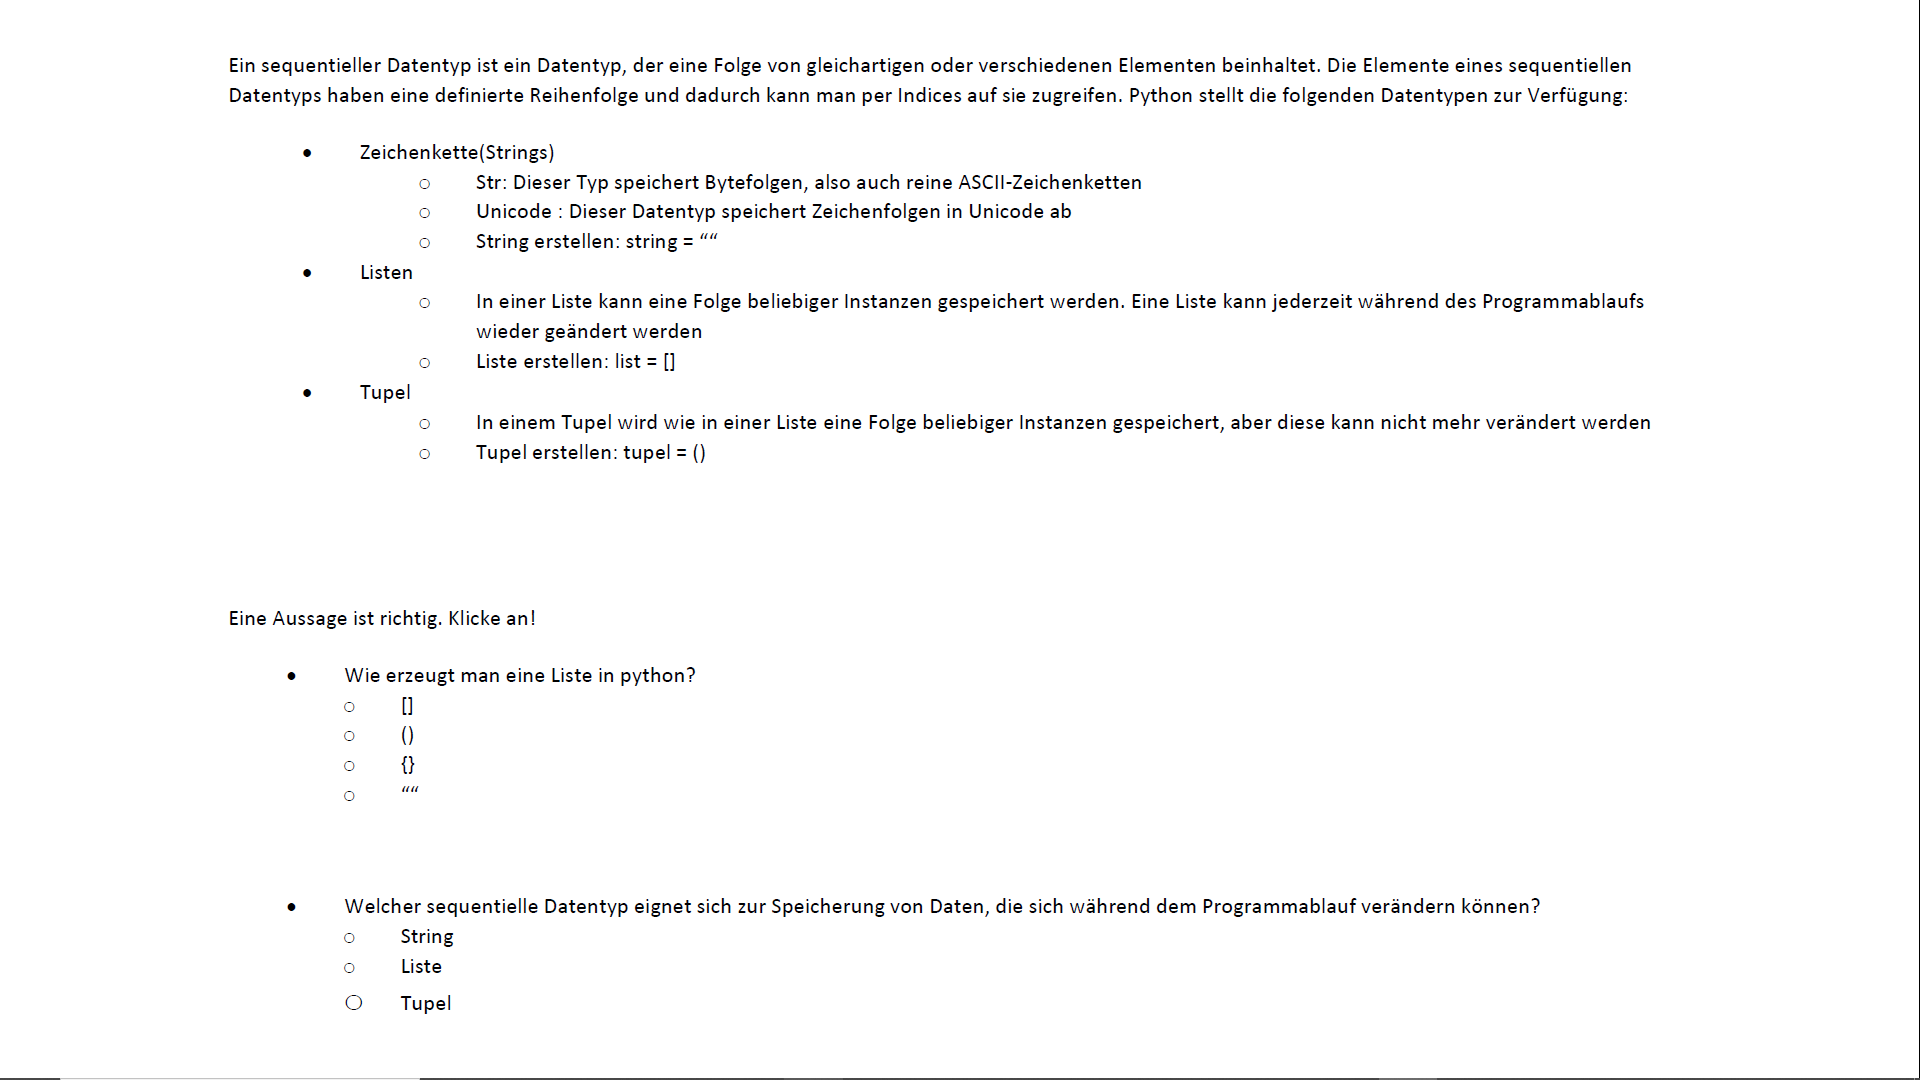 Ein sequentieller Datentyp ist ein Datentyp, der eine Folge von gleichartigen oder verschiedenen Elementen beinhaltet. Die Elemente eines sequentiellen
Datentyps haben eine definierte Reihenfolge und dadurch kann man per Indices auf sie zugreifen. Python stellt die folgenden Datentypen zur Verfügung:
• Zeichenkette(Strings)
○ Str: Dieser Typ speichert Bytefolgen, also auch reine ASCII-Zeichenketten
○ Unicode : Dieser Datentyp speichert Zeichenfolgen in Unicode ab
○ String erstellen: string = ““
• Listen
○ In einer Liste kann eine Folge beliebiger Instanzen gespeichert werden. Eine Liste kann jederzeit während des Programmablaufs
wieder geändert werden
○ Liste erstellen: list = []
• Tupel
○ In einem Tupel wird wie in einer Liste eine Folge beliebiger Instanzen gespeichert, aber diese kann nicht mehr verändert werden
○ Tupel erstellen: tupel = ()
Eine Aussage ist richtig. Klicke an!
• Wie erzeugt man eine Liste in python?
○ []
○ ()
○ {}
○ ““
• Welcher sequentielle Datentyp eignet sich zur Speicherung von Daten, die sich während dem Programmablauf verändern können?
○ String
○ Liste
○ Tupel